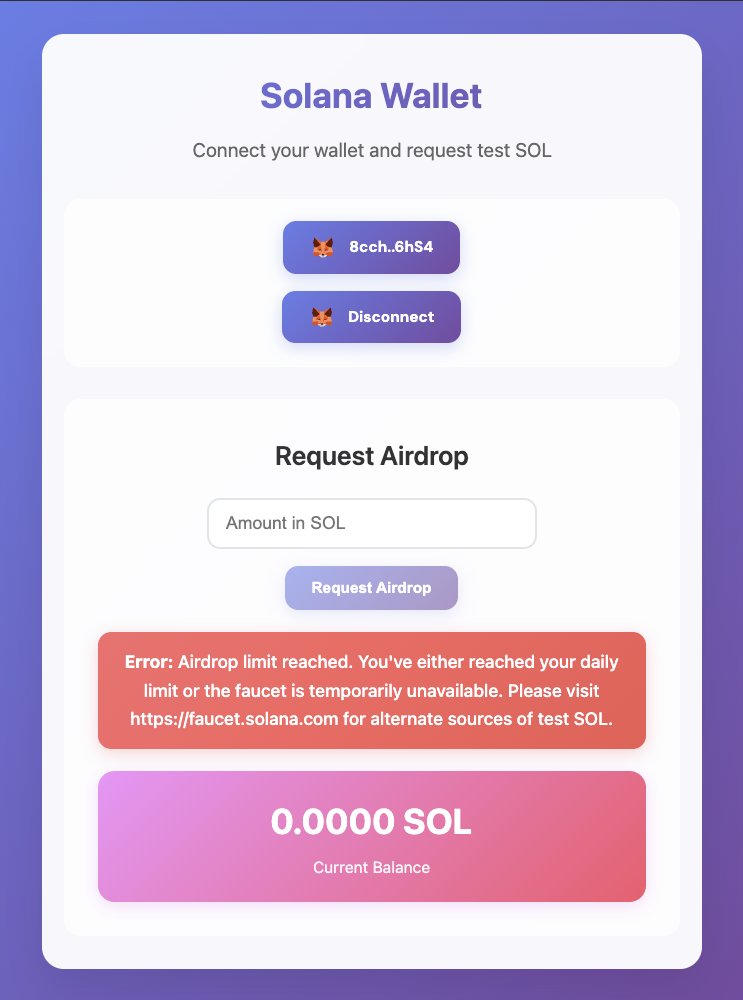 Solana Wallet
Connect your wallet and request test SOL
8cch..6hS4
Disconnect
Request Airdrop
Amount in SOL
Request Airdrop
Error: Airdrop limit reached. You've either reached your daily
limit or the faucet is temporarily unavailable. Please visit
https://faucet.solana.com for alternate sources of test SOL.
0.0000 SOL
Current Balance